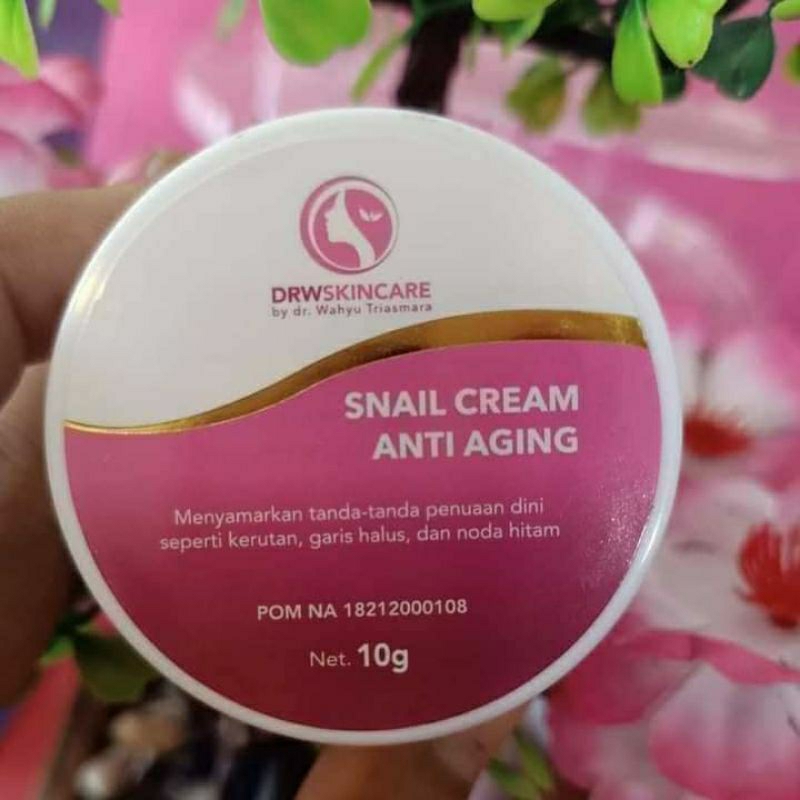 DRWSKINCARE
by dr. Wahyu Triasmara
SNAIL CREAM
ANTI AGING
Menyamarkan tanda-tanda penuaan dini
seperti kerutan, garis halus, dan noda hitam
POM NA 18212000108
Net. 10g